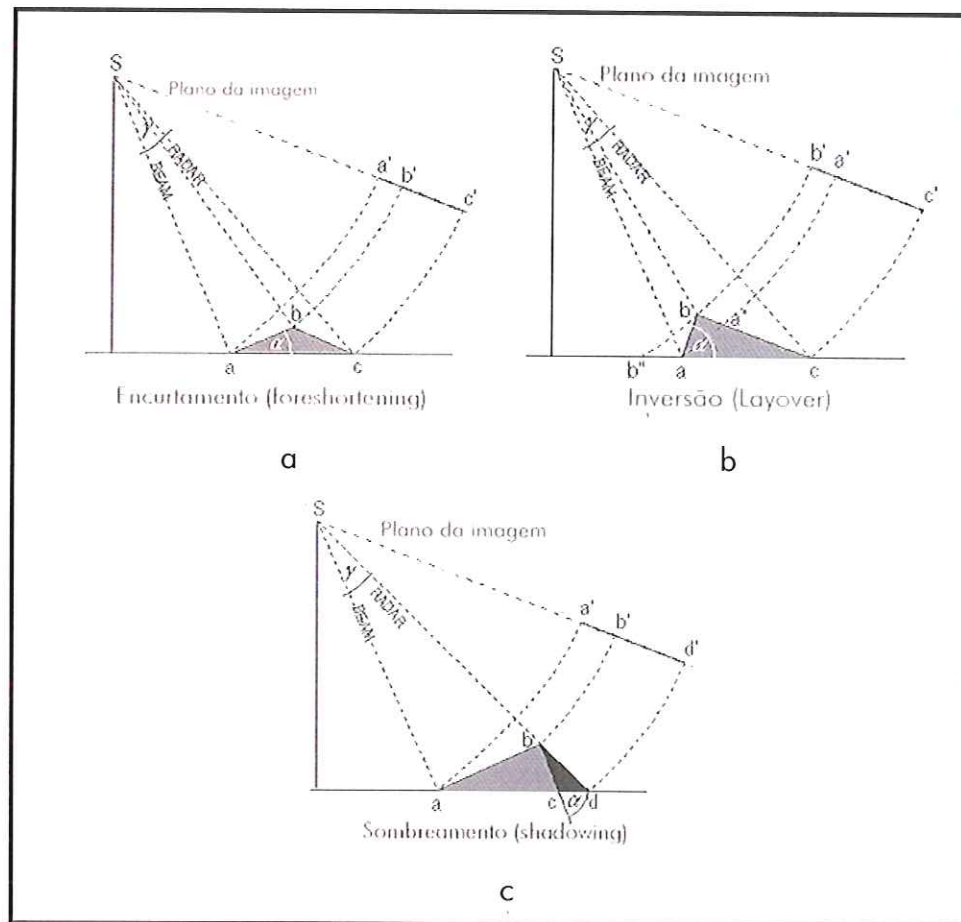 S
Plano da imagem
γ
RADAR
BEAM
a' b' c'
b
α
a c
Encurtamento (foreshortening)
a
S
Plano da imagem
γ
RADAR
BEAM
b' a' c'
b' a"
α
b" a c
Inversão (Layover)
b
S
Plano da imagem
γ
RADAR
BEAM
a' b' d'
b
a c α d
Sombreamento (shadowing)
c